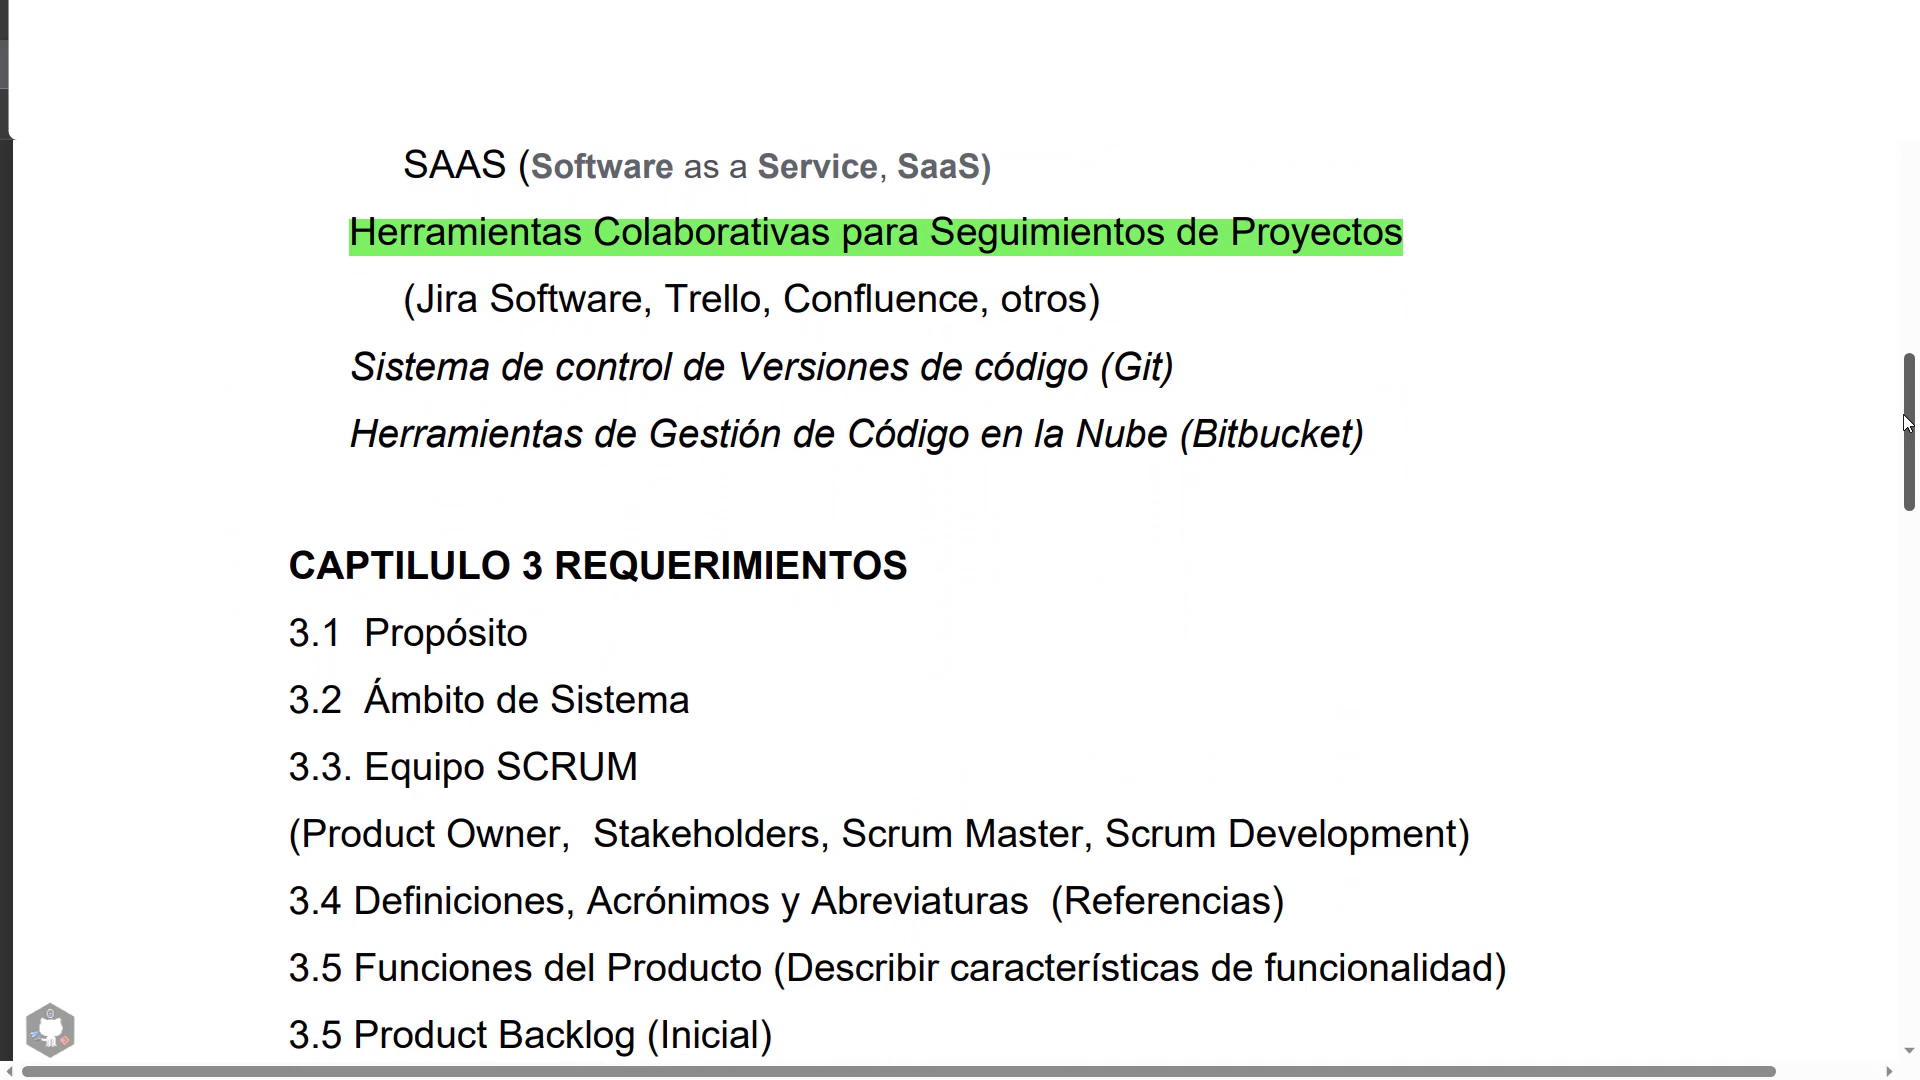 SAAS (Software as a Service, SaaS)
Herramientas Colaborativas para Seguimientos de Proyectos
(Jira Software, Trello, Confluence, otros)
Sistema de control de Versiones de código (Git)
Herramientas de Gestión de Código en la Nube (Bitbucket)
CAPTILULO 3 REQUERIMIENTOS
3.1 Propósito
3.2 Ámbito de Sistema
3.3. Equipo SCRUM
(Product Owner, Stakeholders, Scrum Master, Scrum Development)
3.4 Definiciones, Acrónimos y Abreviaturas (Referencias)
3.5 Funciones del Producto (Describir características de funcionalidad)
3.5 Product Backlog (Inicial)